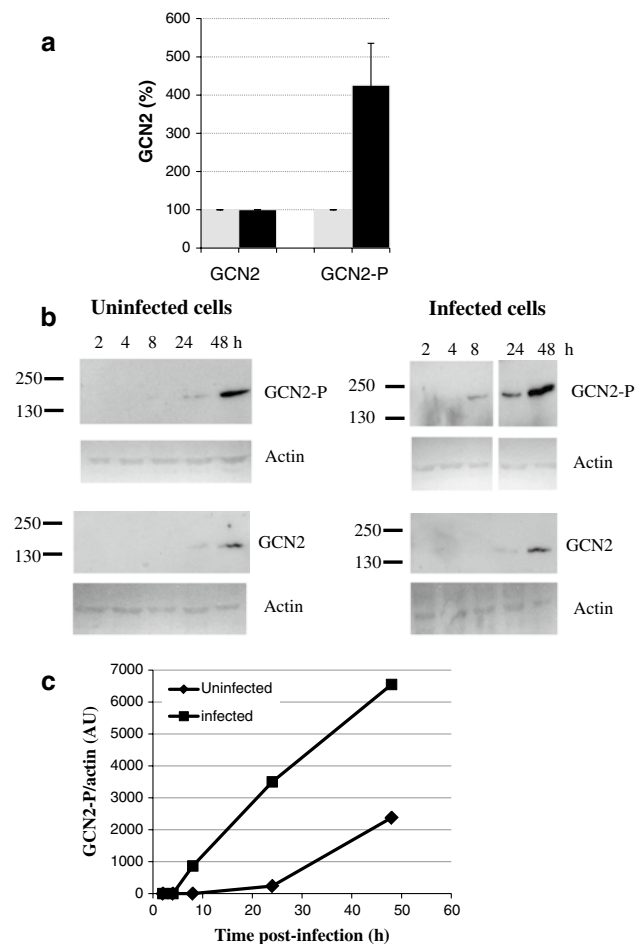 a
GCN2 (%)
600
500
400
300
200
100
0
GCN2 GCN2-P
b
Uninfected cells
2 4 8 24 48 h
250
130
GCN2-P
Actin
250
130
GCN2
Actin
Infected cells
2 4 8 24 48 h
250
130
GCN2-P
Actin
250
130
GCN2
Actin
c
GCN2-P/actin (AU)
7000
6000
5000
4000
3000
2000
1000
0
Uninfected
infected
0 10 20 30 40 50 60
Time post-infection (h)